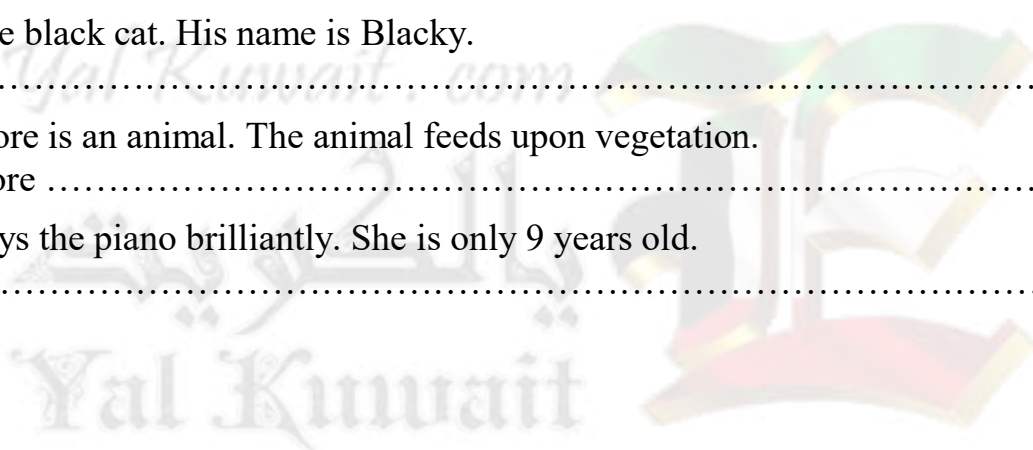 e black cat. His name is Blacky.
Yal Kuwait . com
................................................................................................
ore is an animal. The animal feeds upon vegetation.
ore ................................................................................................
ys the piano brilliantly. She is only 9 years old.
................................................................................................
يالكويت
Yal Kuwait